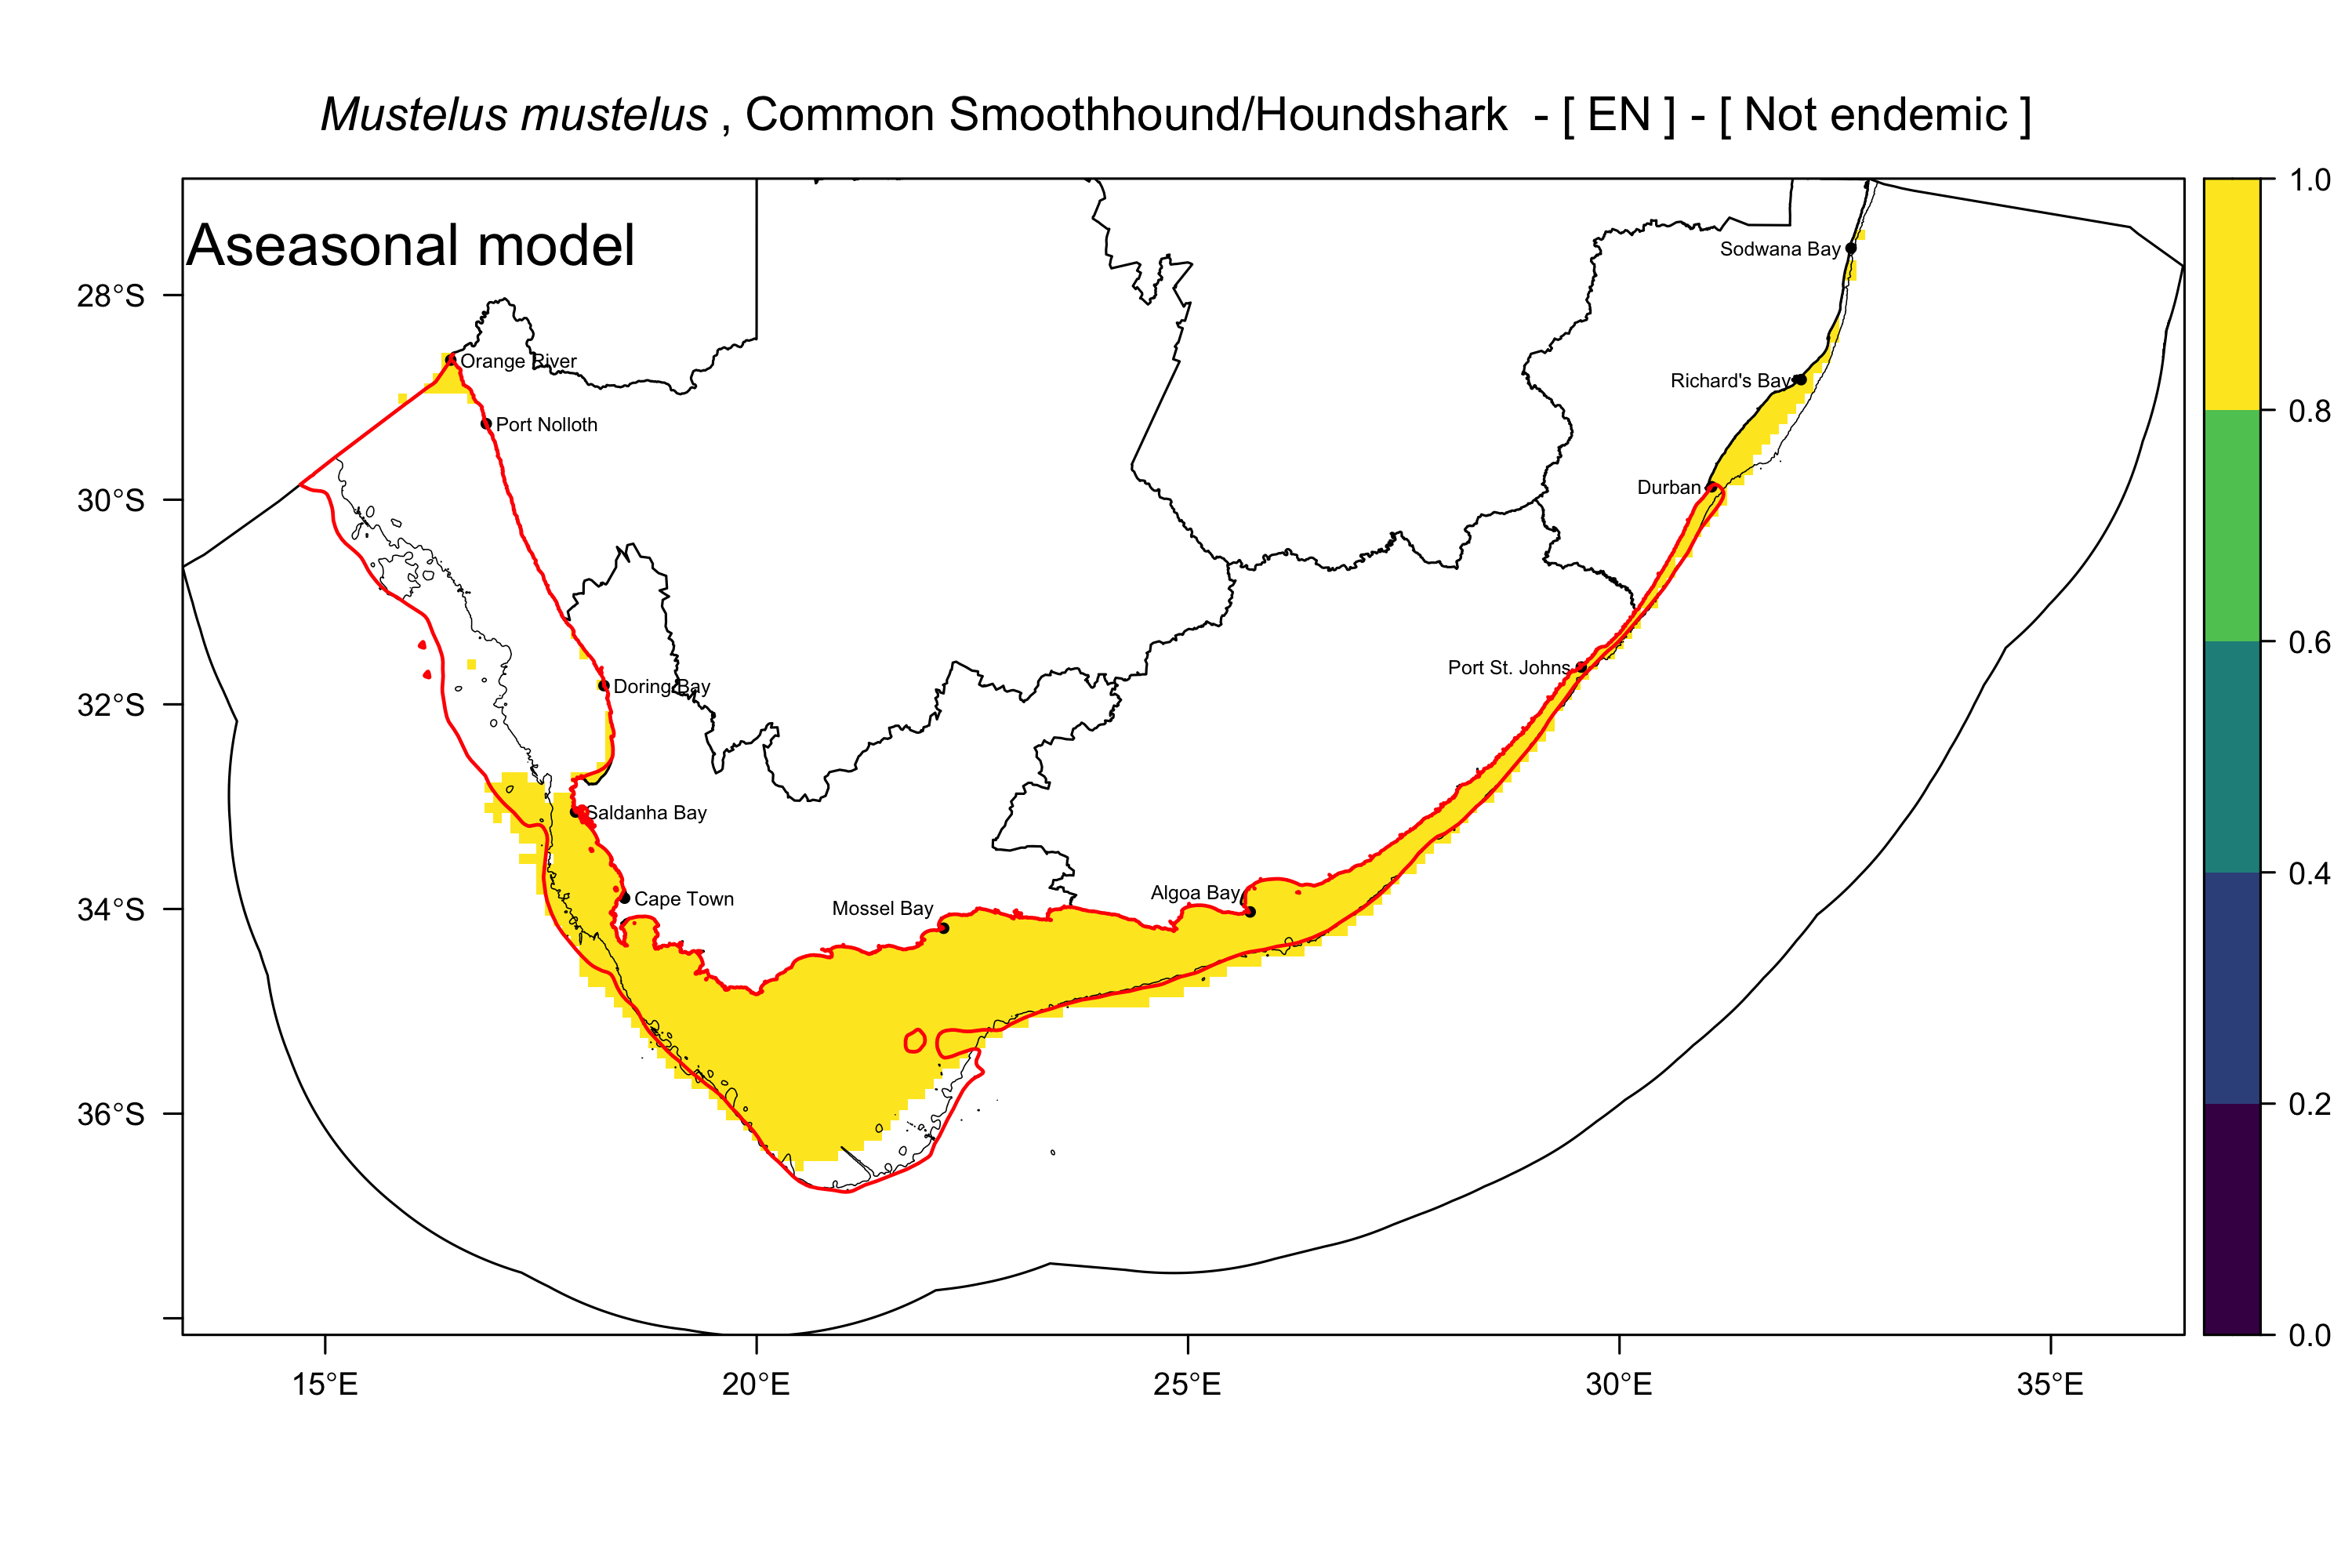 Mustelus mustelus , Common Smoothhound/Houndshark - [ EN ] - [ Not endemic ]
Aseasonal model
Sodwana Bay
Orange River
Richard's Bay
Port Nolloth
Durban
Port St. Johns
Doring Bay
Saldanha Bay
Cape Town
Mossel Bay
Algoa Bay
28°S
30°S
32°S
34°S
36°S
15°E
20°E
25°E
30°E
35°E
1.0
0.8
0.6
0.4
0.2
0.0